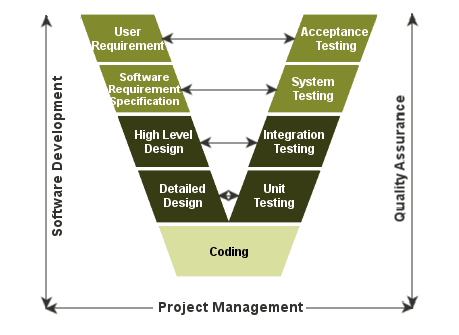 User
Requirement
Acceptance
Testing
Software
Requirement
Specification
System
Testing
High Level
Design
Integration
Testing
Detailed
Design
Unit
Testing
Coding
Software Development
Quality Assurance
Project Management